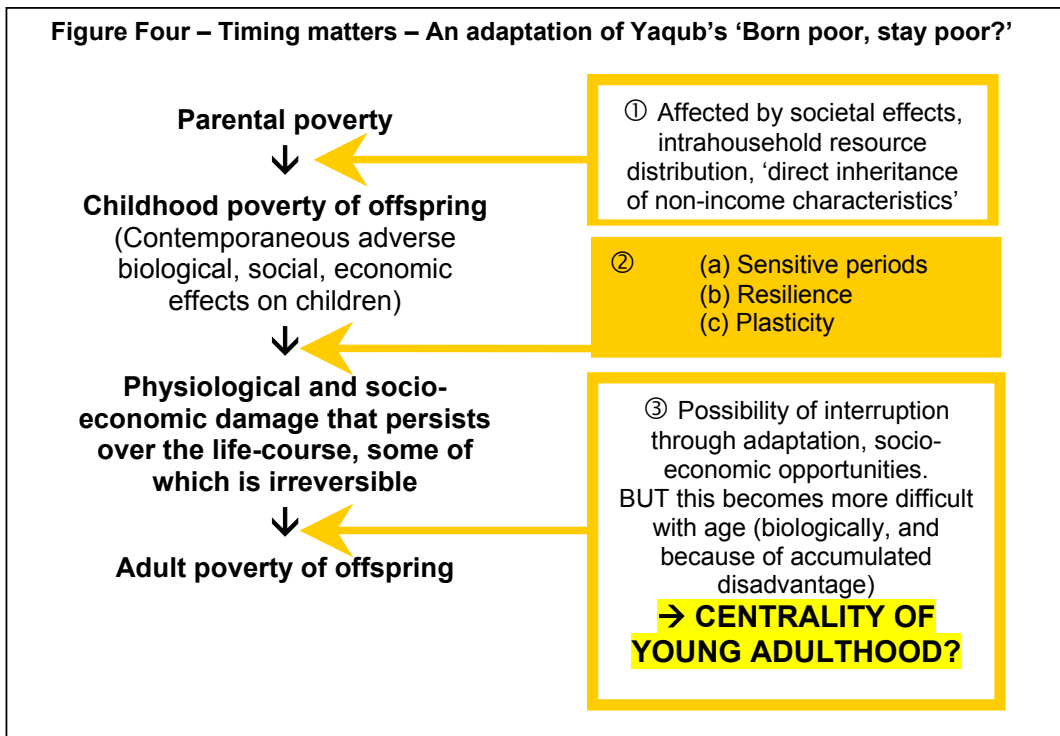 Figure Four – Timing matters – An adaptation of Yaqub's 'Born poor, stay poor?'
Parental poverty
↓
Childhood poverty of offspring
(Contemporaneous adverse
biological, social, economic
effects on children)
↓
Physiological and socio-
economic damage that persists
over the life-course, some of
which is irreversible
↓
Adult poverty of offspring
① Affected by societal effects,
intrahousehold resource
distribution, 'direct inheritance
of non-income characteristics'
② (a) Sensitive periods
(b) Resilience
(c) Plasticity
③ Possibility of interruption
through adaptation, socio-
economic opportunities.
BUT this becomes more difficult
with age (biologically, and
because of accumulated
disadvantage)
→ CENTRALITY OF
YOUNG ADULTHOOD?